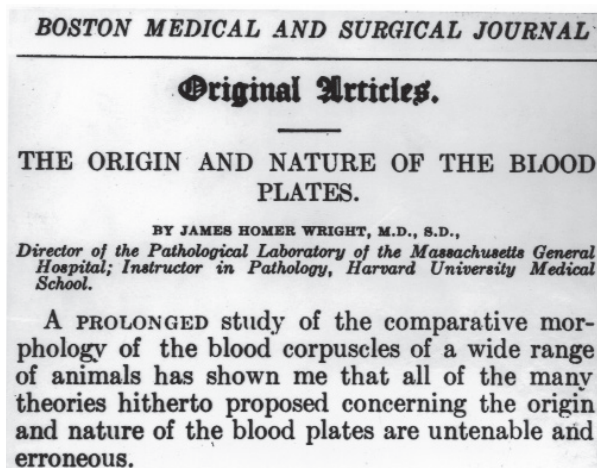 BOSTON MEDICAL AND SURGICAL JOURNAL
Original Articles.
THE ORIGIN AND NATURE OF THE BLOOD
PLATES.
BY JAMES HOMER WRIGHT, M.D., S.D.,
Director of the Pathological Laboratory of the Massachusetts General
Hospital; Instructor in Pathology, Harvard University Medical
School.
A PROLONGED study of the comparative mor-
phology of the blood corpuscles of a wide range
of animals has shown me that all of the many
theories hitherto proposed concerning the origin
and nature of the blood plates are untenable and
erroneous.